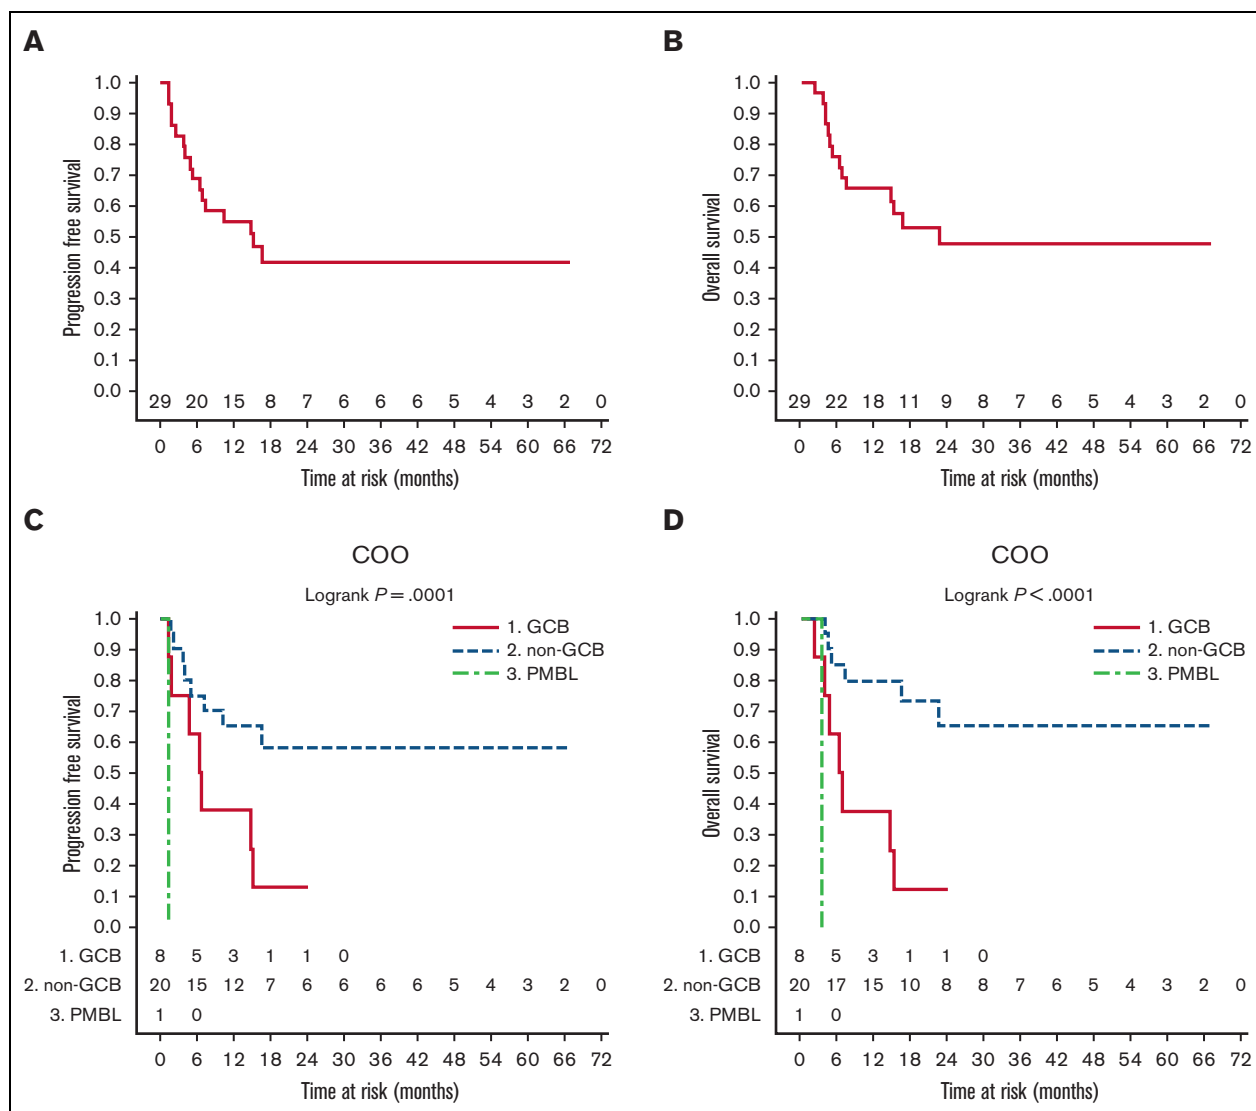 A
Progression free survival
1.0
0.9
0.8
0.7
0.6
0.5
0.4
0.3
0.2
0.1
0.0
29 20 15 8 7 6 6 6 5 4 3 2 0
0 6 12 18 24 30 36 42 48 54 60 66 72
Time at risk (months)
B
Overall survival
1.0
0.9
0.8
0.7
0.6
0.5
0.4
0.3
0.2
0.1
0.0
29 22 18 11 9 8 7 6 5 4 3 2 0
0 6 12 18 24 30 36 42 48 54 60 66 72
Time at risk (months)
C
COO
Logrank P = .0001
1. GCB
2. non-GCB
3. PMBL
Progression free survival
1.0
0.9
0.8
0.7
0.6
0.5
0.4
0.3
0.2
0.1
0.0
1. GCB 8 5 3 1 1 0
2. non-GCB 20 15 12 7 6 6 6 6 5 4 3 2 0
3. PMBL 1 0
0 6 12 18 24 30 36 42 48 54 60 66 72
Time at risk (months)
D
COO
Logrank P < .0001
1. GCB
2. non-GCB
3. PMBL
Overall survival
1.0
0.9
0.8
0.7
0.6
0.5
0.4
0.3
0.2
0.1
0.0
1. GCB 8 5 3 1 1 0
2. non-GCB 20 17 15 10 8 8 7 6 5 4 3 2 0
3. PMBL 1 0
0 6 12 18 24 30 36 42 48 54 60 66 72
Time at risk (months)